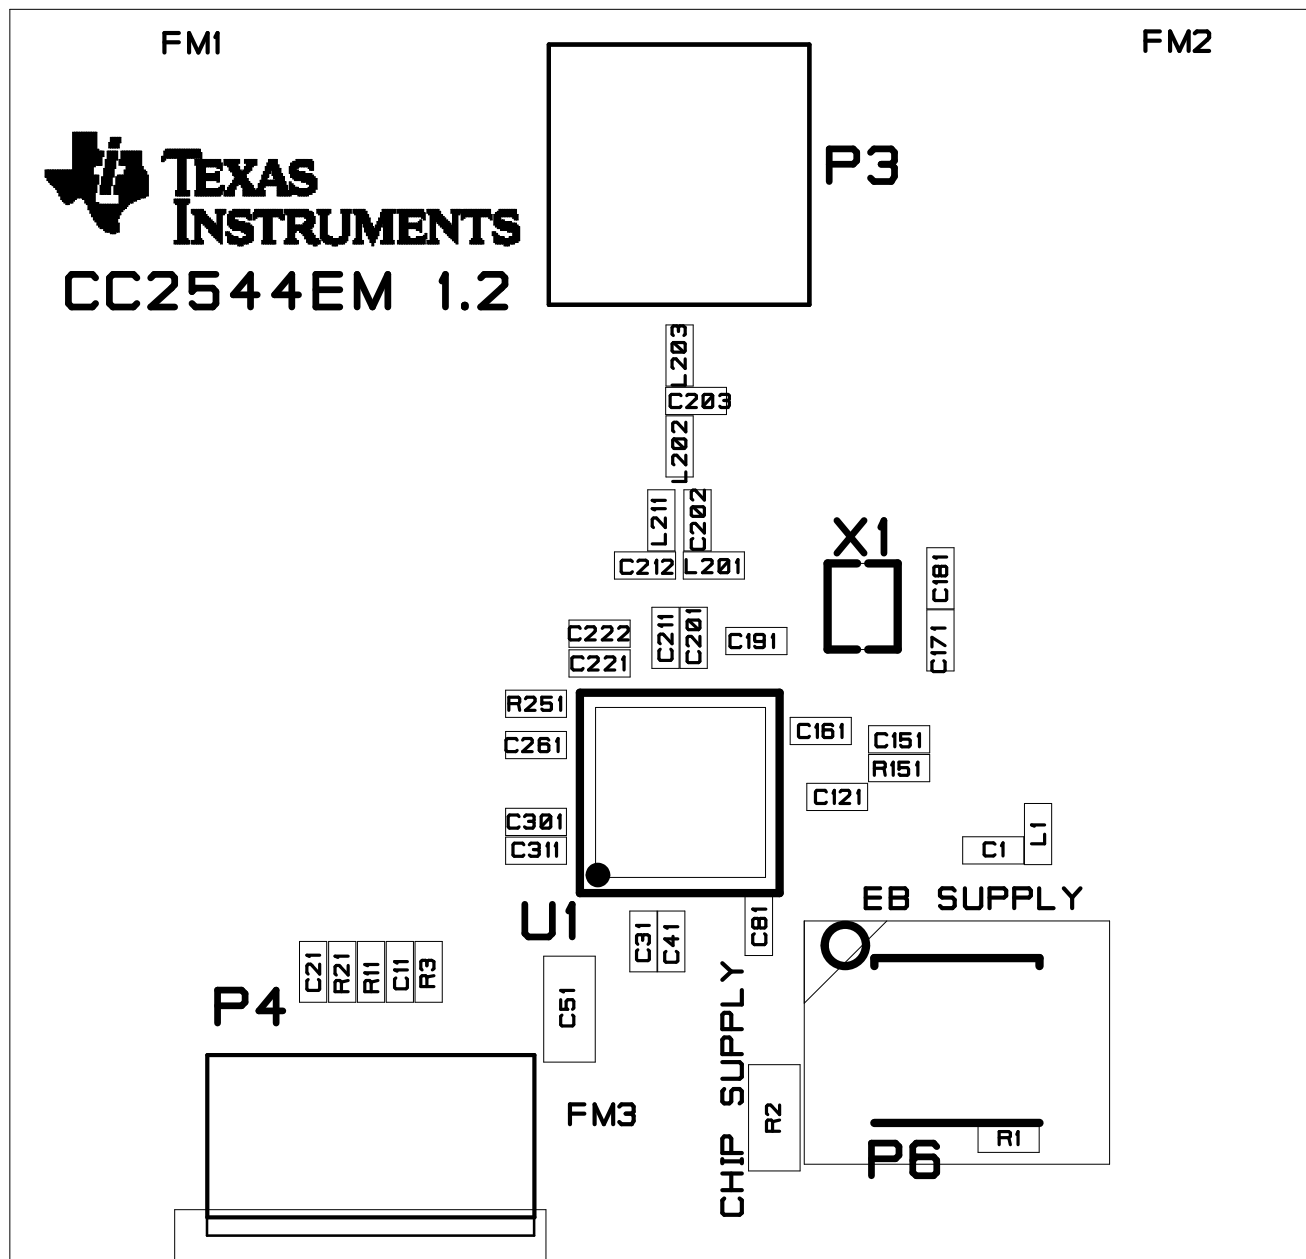 FM1
FM2
P3
TEXAS
INSTRUMENTS
CC2544EM 1.2
L203
C203
L202
L211
C202
C212
L201
X1
C181
C171
C222
C221
C211
C201
C191
R251
C261
C161
C151
R151
C121
C301
C311
L1
C1
EB SUPPLY
U1
C31
C41
C81
C21
R21
R11
C11
R3
P4
C51
CHIP SUPPLY
FM3
R2
R1
P6